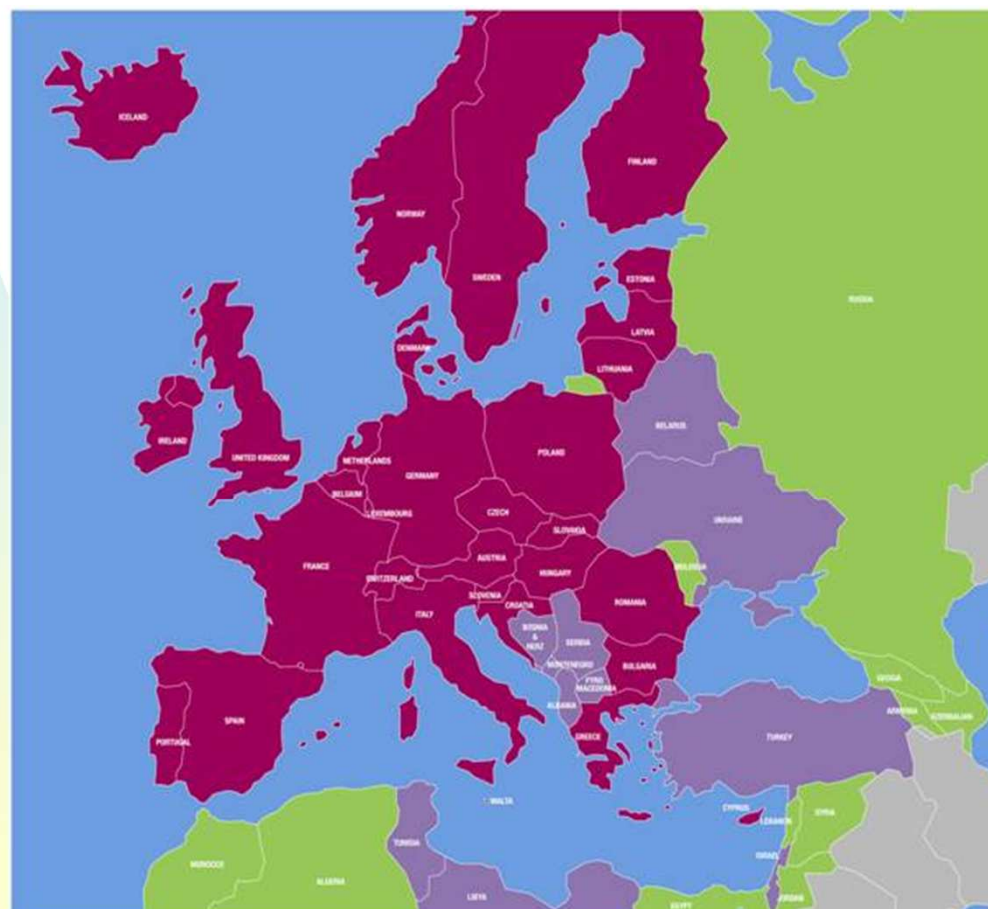 ICELAND
FINLAND
NORWAY
SWEDEN
ESTONIA
RUSSIA
LATVIA
DENMARK
LITHUANIA
BELARUS
IRELAND
UNITED KINGDOM
NETHERLANDS
POLAND
GERMANY
BELGIUM
LUXEMBOURG
CZECH
UKRAINE
SLOVAKIA
AUSTRIA
FRANCE
SWITZERLAND
HUNGARY
MOLDOVA
SLOVENIA
CROATIA
ROMANIA
ITALY
BOSNIA
&
HERZ
SERBIA
MONTENEGRO
BULGARIA
FYRO
MACEDONIA
ALBANIA
ARMENIA
AZERBAIJAN
SPAIN
PORTUGAL
GREECE
TURKEY
MALTA
CYPRUS
LEBANON
SYRIA
TUNISIA
ISRAEL
MOROCCO
ALGERIA
LIBYA
EGYPT
JORDAN